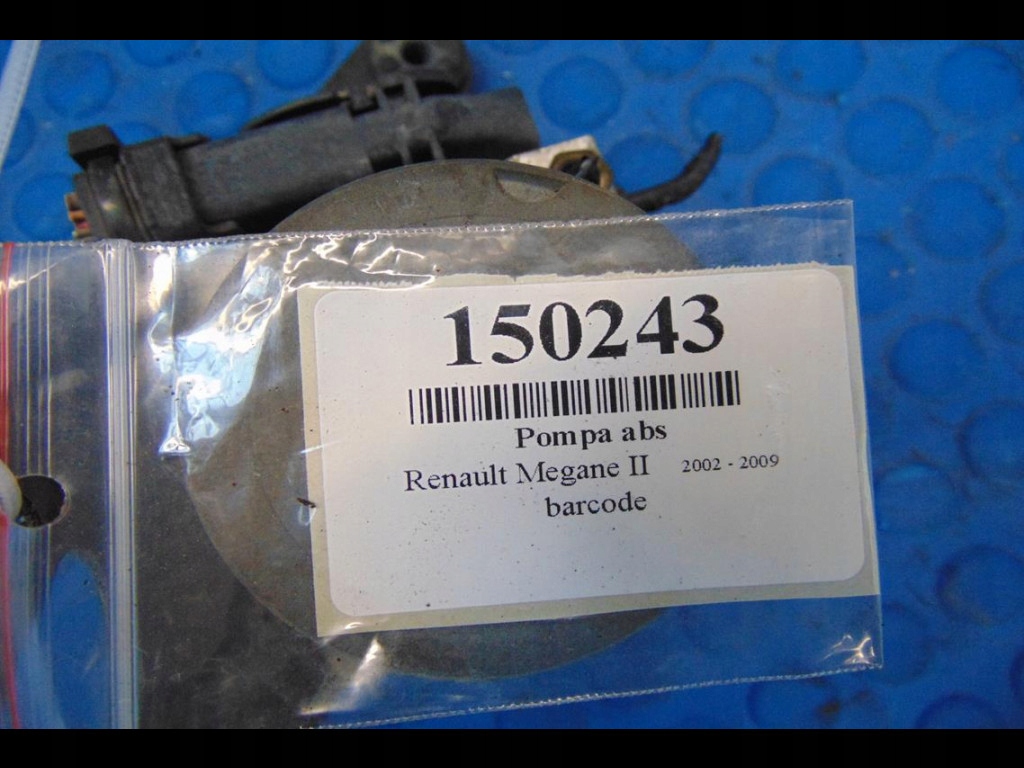 150243
Pompa abs
Renault Megane II 2002 - 2009
barcode